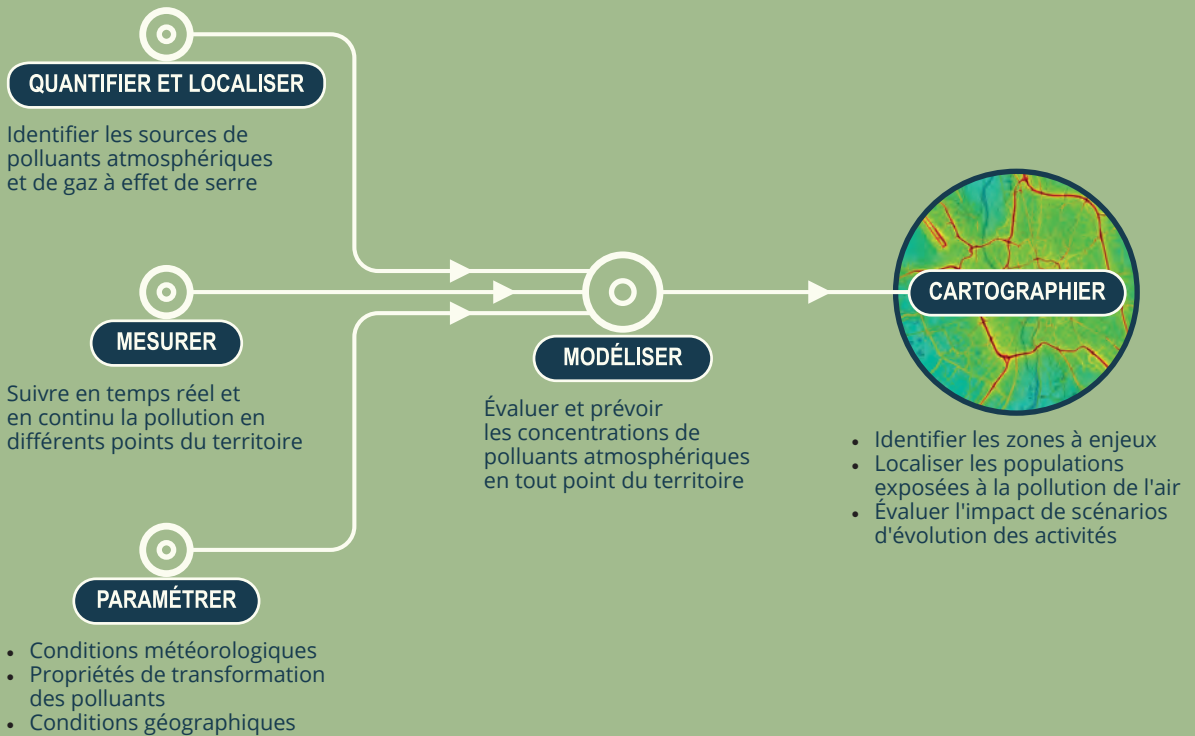 QUANTIFIER ET LOCALISER
Identifier les sources de
polluants atmosphériques
et de gaz à effet de serre
MESURER
Suivre en temps réel et
en continu la pollution en
différents points du territoire
PARAMÉTRER
• Conditions météorologiques
• Propriétés de transformation
des polluants
• Conditions géographiques
MODÉLISER
Évaluer et prévoir
les concentrations de
polluants atmosphériques
en tout point du territoire
CARTOGRAPHIER
• Identifier les zones à enjeux
• Localiser les populations
exposées à la pollution de l'air
• Évaluer l'impact de scénarios
d'évolution des activités